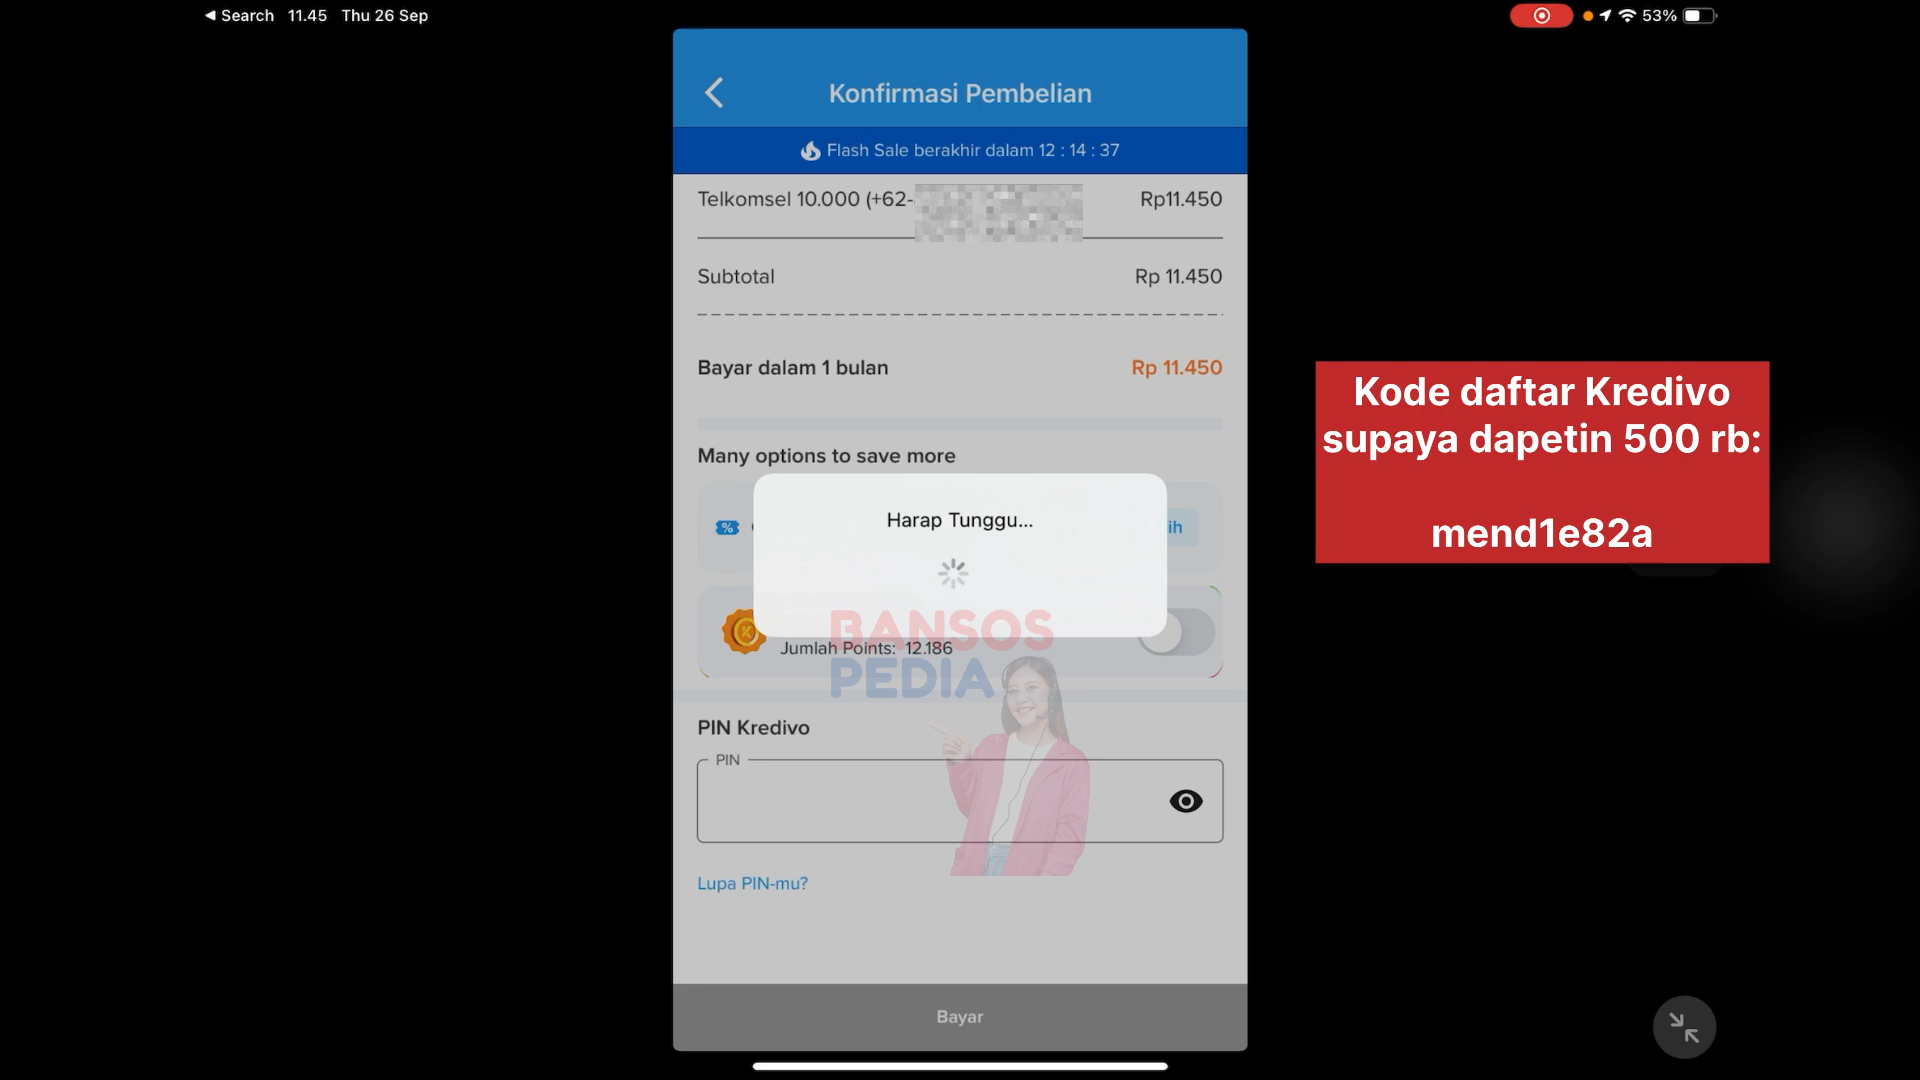 Search 11.45 Thu 26 Sep
53%
Konfirmasi Pembelian
Flash Sale berakhir dalam 12 : 14 : 37
Telkomsel 10.000 (+62- Rp11.450
Subtotal Rp 11.450
Bayar dalam 1 bulan Rp 11.450
Many options to save more
Harap Tunggu...
Jumlah Points: 12.186
BANSOS
PEDIA
PIN Kredivo
PIN
Lupa PIN-mu?
Bayar
Kode daftar Kredivo
supaya dapetin 500 rb:
mend1e82a